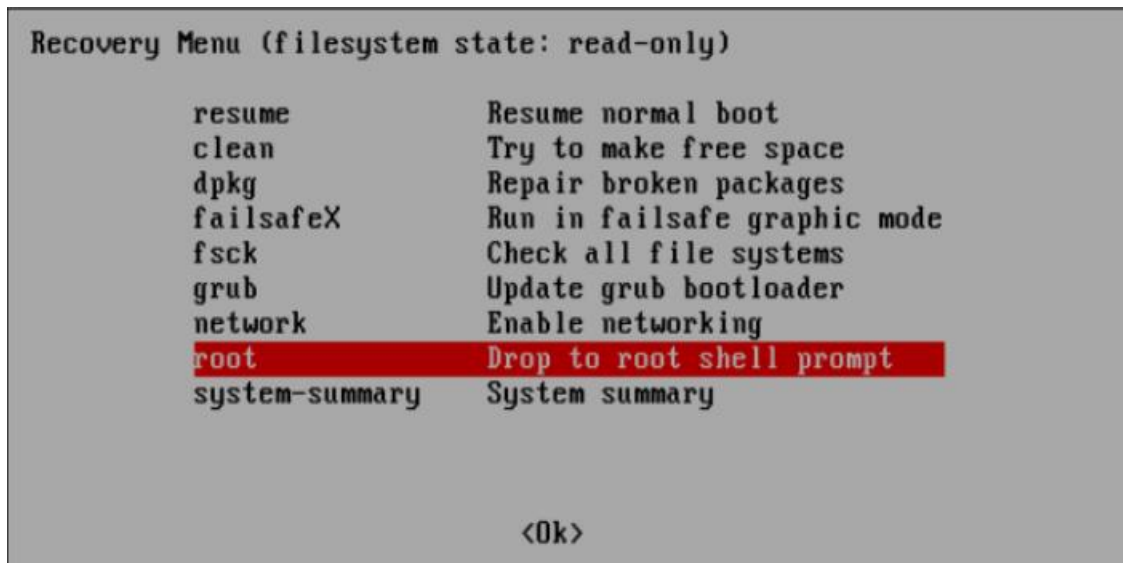 Recovery Menu (filesystem state: read-only)
resume Resume normal boot
clean Try to make free space
dpkg Repair broken packages
failsafeX Run in failsafe graphic mode
fsck Check all file systems
grub Update grub bootloader
network Enable networking
root Drop to root shell prompt
system-summary System summary
<Ok>